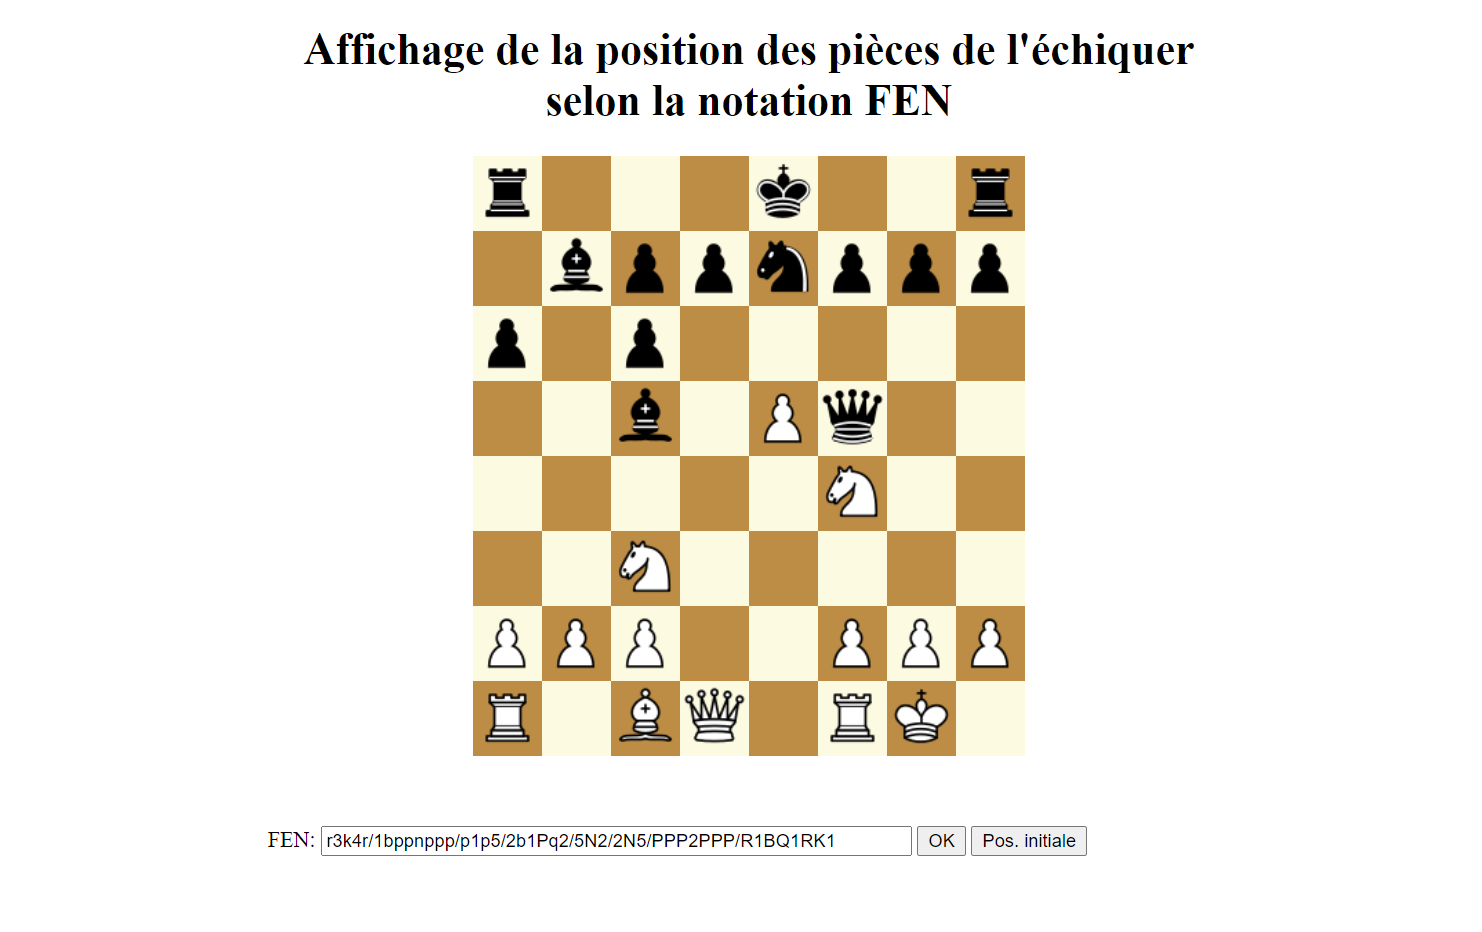 Affichage de la position des pièces de l'échiquer
selon la notation FEN
FEN: r3k4r/1bppnppp/p1p5/2b1Pq2/5N2/2N5/PPP2PPP/R1BQ1RK1 OK Pos. initiale